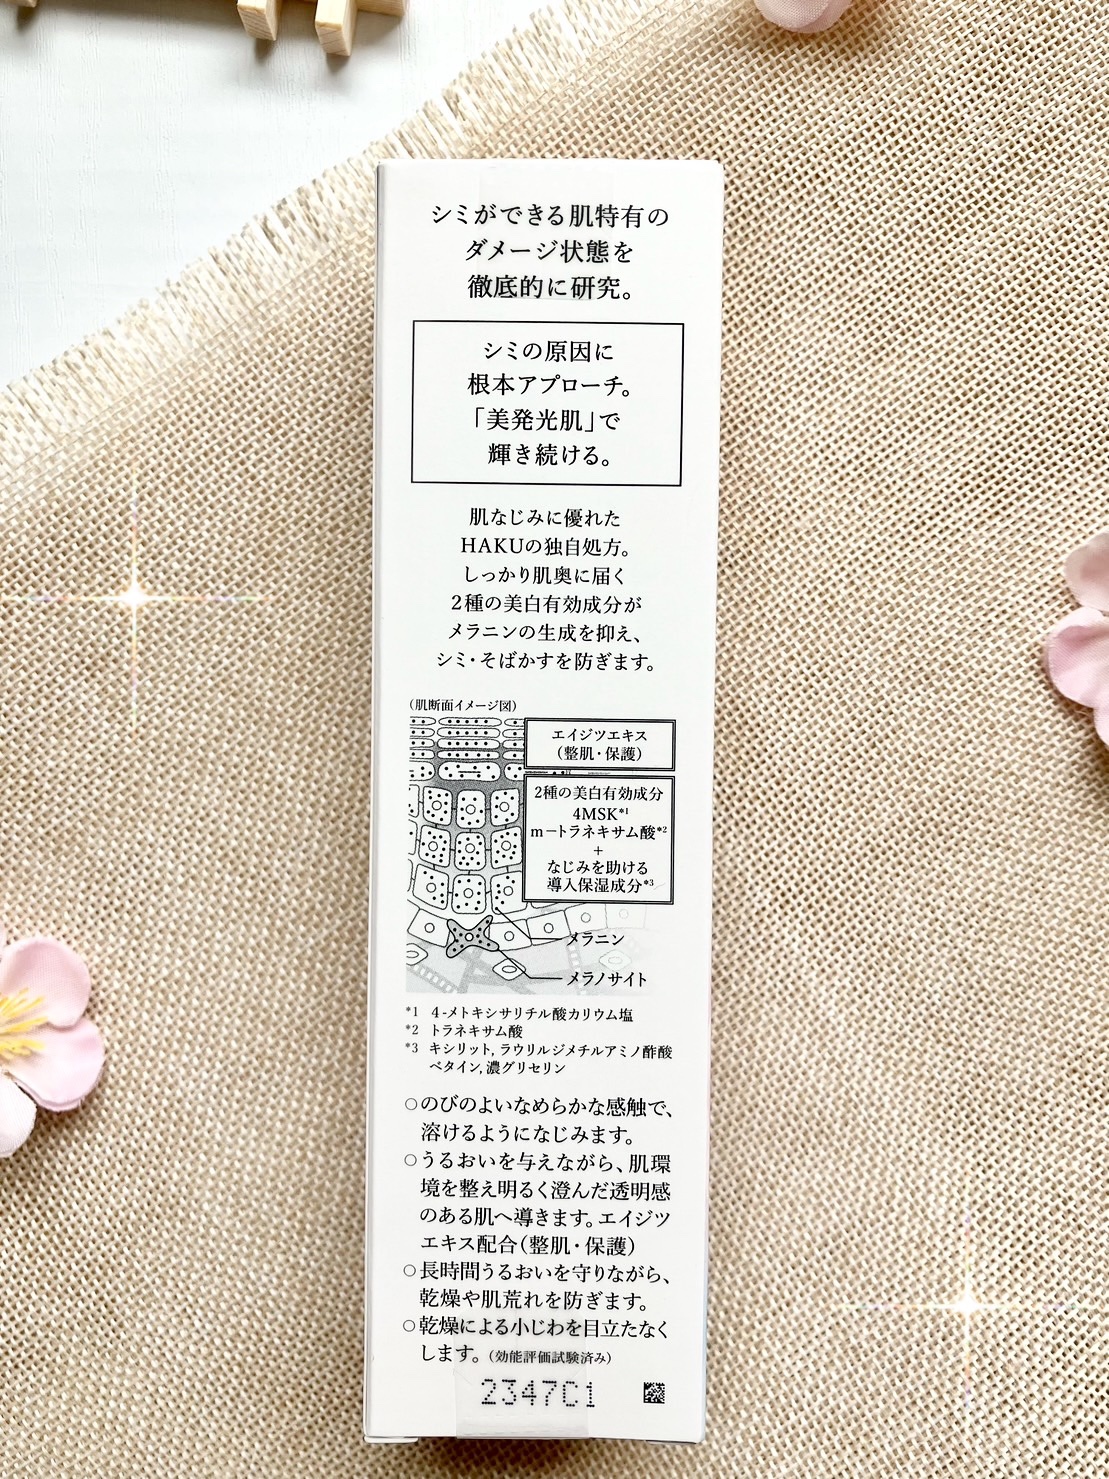 シミができる肌特有の
ダメージ状態を
徹底的に研究。
シミの原因に
根本アプローチ。
「美発光肌」で
輝き続ける。
肌なじみに優れた
HAKUの独自処方。
しっかり肌奥に届く
2種の美白有効成分が
メラニンの生成を抑え、
シミ・そばかすを防ぎます。
(肌断面イメージ図)
エイジツエキス
(整肌・保護)
2種の美白有効成分
4MSK*1
m-トラネキサム酸*2
+
なじみを助ける
導入保湿成分*3
メラニン
メラノサイト
*1 4-メトキシサリチル酸カリウム塩
*2 トラネキサム酸
*3 キシリット, ラウリルジメチルアミノ酢酸
ベタイン, 濃グリセリン
○のびのよいなめらかな感触で、
溶けるようになじみます。
○うるおいを与えながら、肌環
境を整え明るく澄んだ透明感
のある肌へ導きます。エイジツ
エキス配合(整肌・保護)
○長時間うるおいを守りながら、
乾燥や肌荒れを防ぎます。
○乾燥による小じわを目立たなく
します。(効能評価試験済み)
2347C1